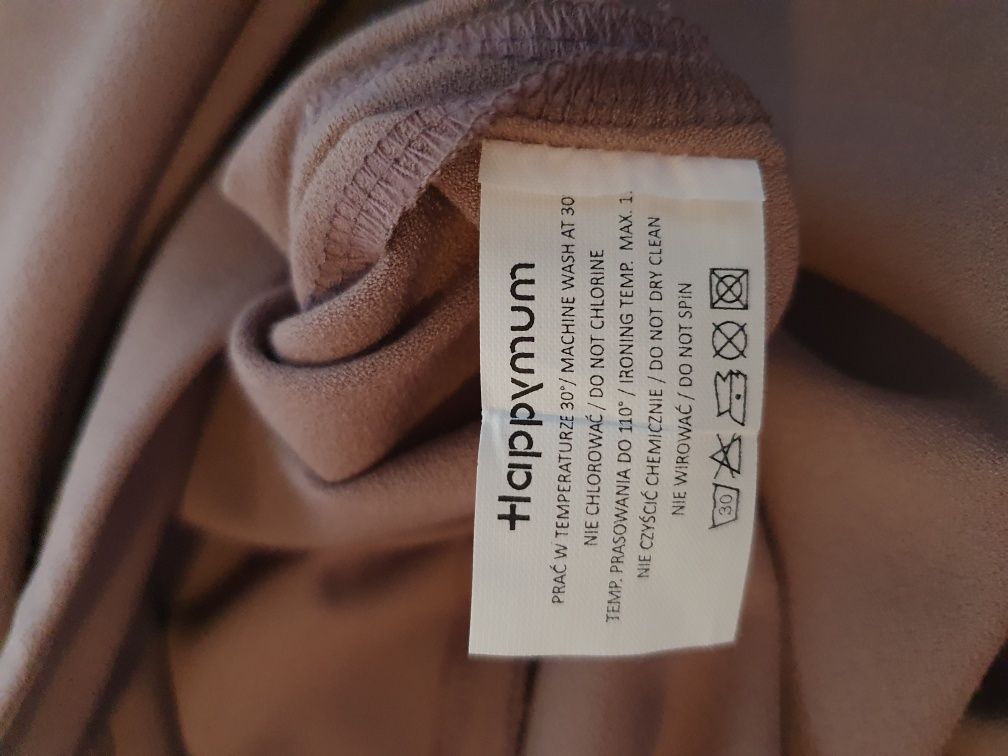 Happymum
PRAĆ W TEMPERATURZE 30°/ MACHINE WASH AT 30
NIE CHLOROWAĆ / DO NOT CHLORINE
TEMP. PRASOWANIA DO 110° / IRONING TEMP. MAX. 1
NIE CZYŚCIĆ CHEMICZNIE / DO NOT DRY CLEAN
NIE WIROWAĆ / DO NOT SPiN
30